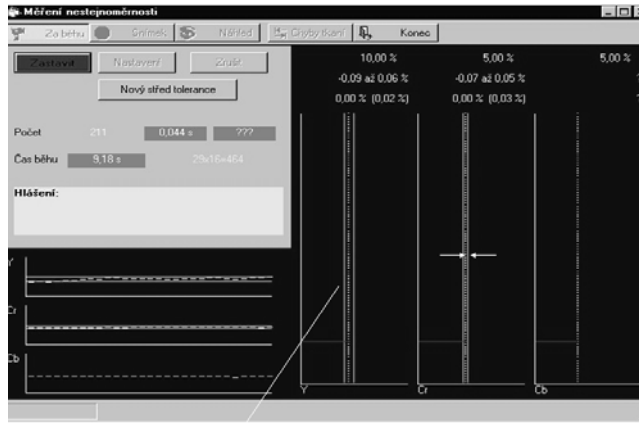 Měření nestejnoměrnosti
Za běhu Snímek Náhled Chyby tkaní Konec
Zastavit Nastavení Zrušit
Nový střed tolerance
Počet 211 0,044 s ???
Čas běhu 9,18 s 29x16=464
Hlášení:
10,00 % 5,00 % 5,00 %
-0.09 až 0,06 % -0.07 až 0,05 %
0,00 % (0,02 %) 0,00 % (0,03 %)
Y
Cr
Cb
Y Cr Cb